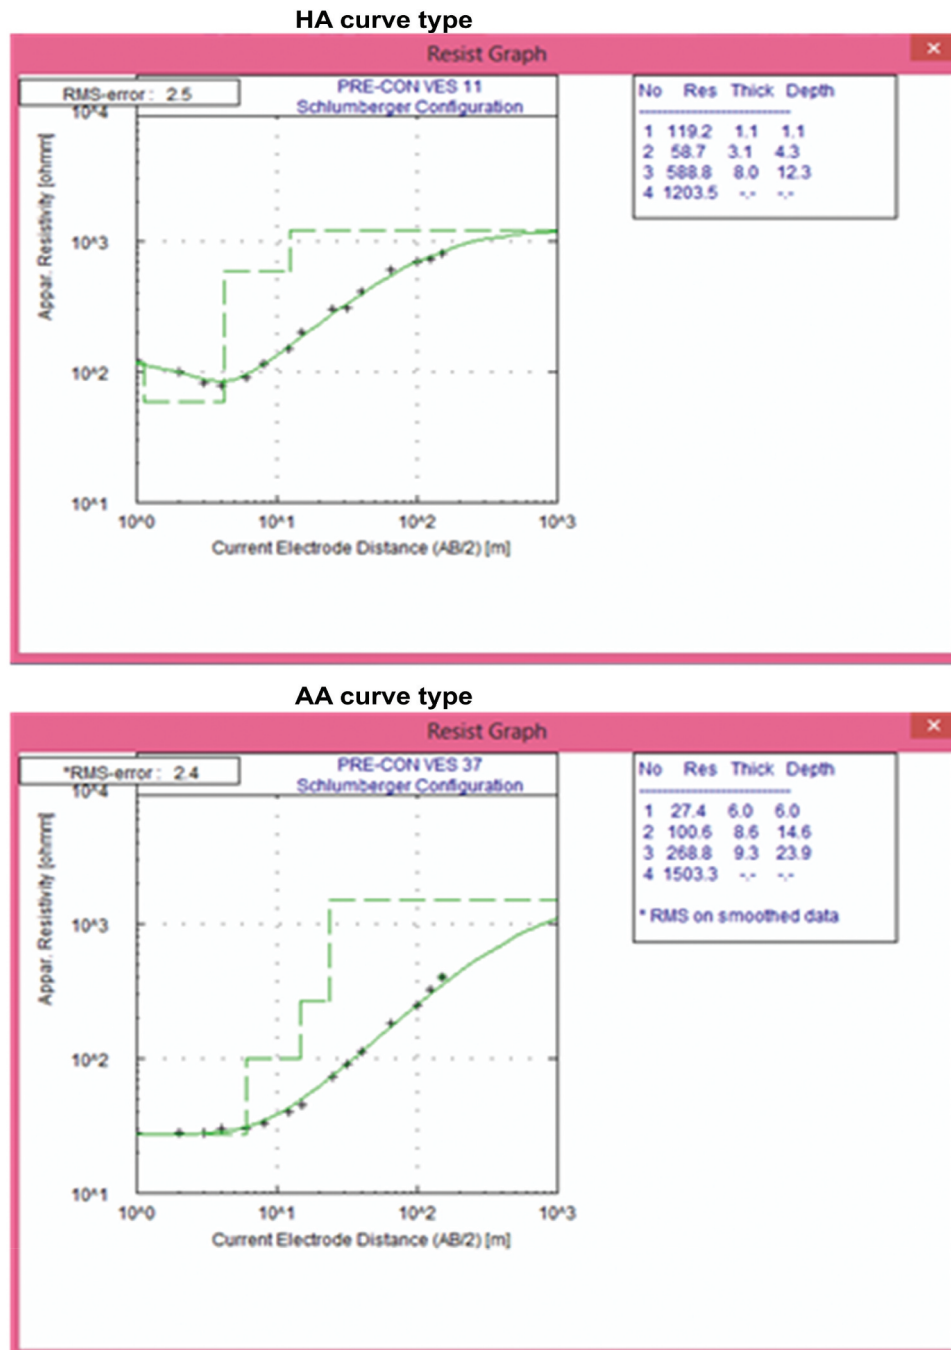 HA curve type
Resist Graph
×
RMS-error : 2.5
PRE-CON VES 11
Schlumberger Configuration
No Res Thick Depth
1 119.2 1.1 1.1
2 58.7 3.1 4.3
3 588.8 8.0 12.3
4 1203.5 -.- -.-
Appar. Resistivity [ohmm]
10^4
10^3
10^2
10^1
10^0 10^1 10^2 10^3
Current Electrode Distance (AB/2) [m]
AA curve type
Resist Graph
×
*RMS-error : 2.4
PRE-CON VES 37
Schlumberger Configuration
No Res Thick Depth
1 27.4 6.0 6.0
2 100.6 8.6 14.6
3 268.8 9.3 23.9
4 1503.3 -.- -.-
* RMS on smoothed data
Appar. Resistivity [ohmm]
10^4
10^3
10^2
10^1
10^0 10^1 10^2 10^3
Current Electrode Distance (AB/2) [m]